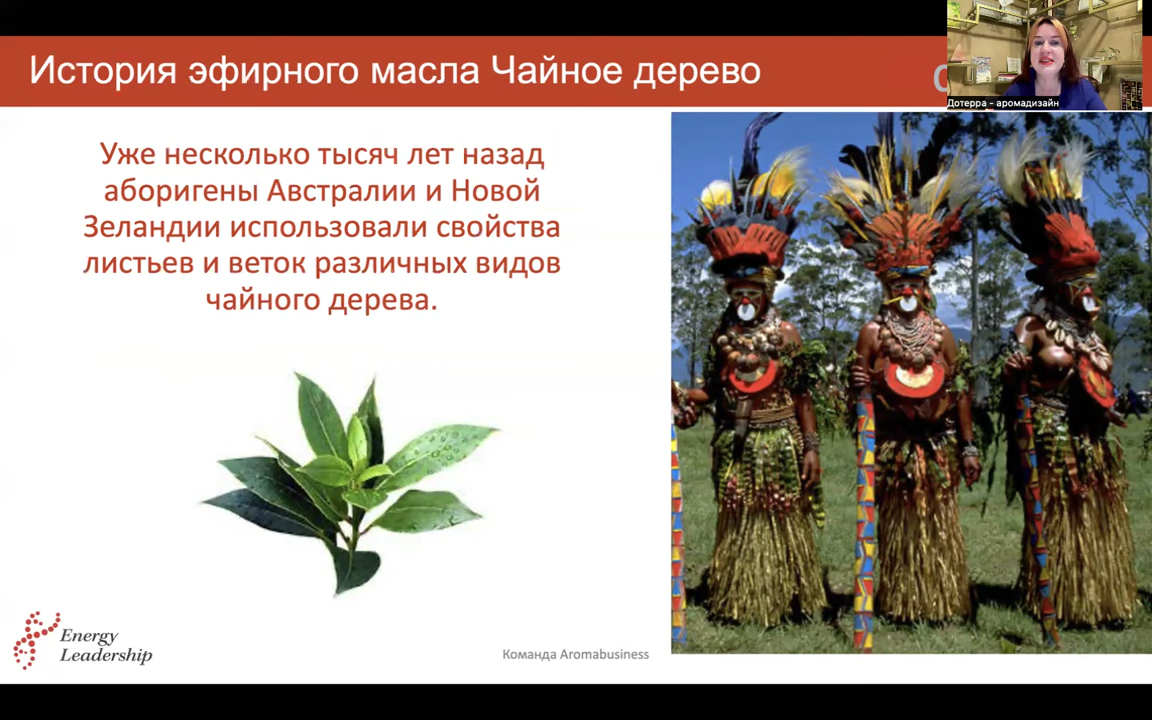 История эфирного масла Чайное дерево
Дотерра - аромадизайн
Уже несколько тысяч лет назад
аборигены Австралии и Новой
Зеландии использовали свойства
листьев и веток различных видов
чайного дерева.
Energy
Leadership
Команда Aromabusiness